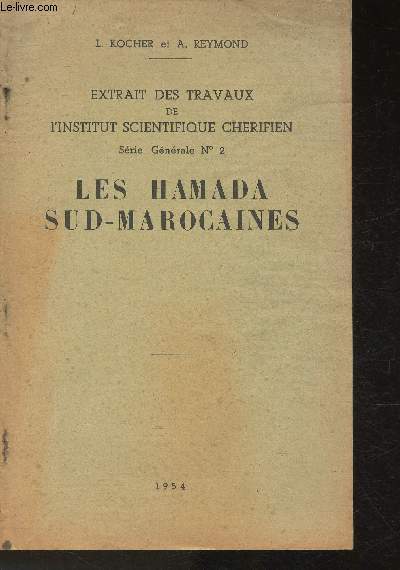 Le-livre.com
L. KOCHER et A. REYMOND
EXTRAIT DES TRAVAUX
DE
l'INSTITUT SCIENTIFIQUE CHERIFIEN
Série Générale N° 2
LES HAMADA
SUD-MAROCAINES
1954